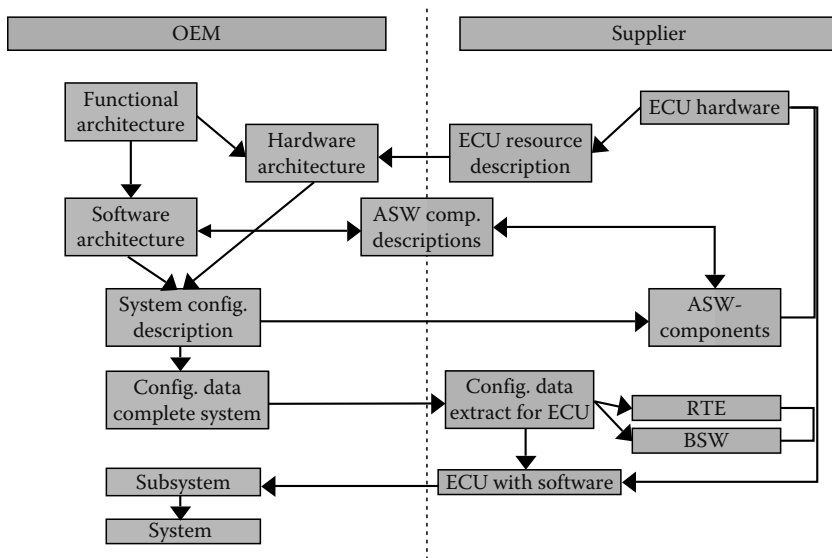 OEM
Supplier
Functional
architecture
ECU hardware
Hardware
architecture
ECU resource
description
Software
architecture
ASW comp.
descriptions
System config.
description
ASW-
components
Config. data
complete system
Config. data
extract for ECU
RTE
BSW
Subsystem
ECU with software
System